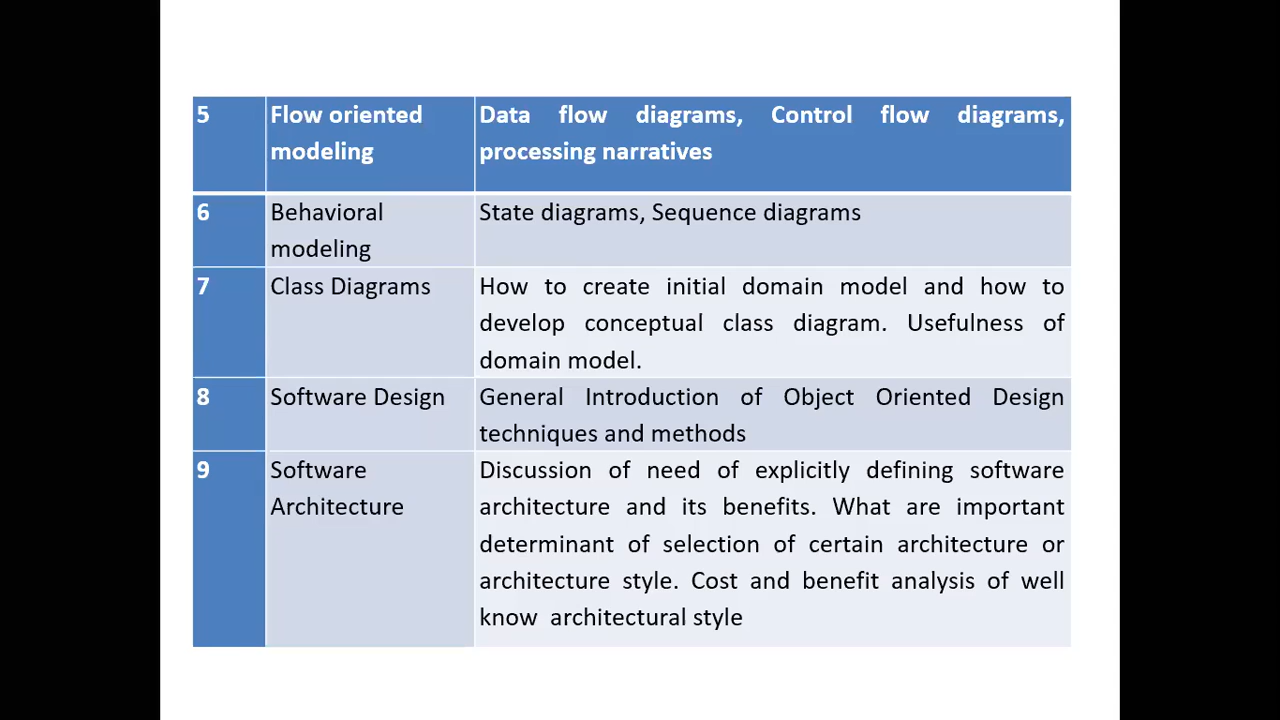 5 Flow oriented modeling Data flow diagrams, Control flow diagrams,
processing narratives
6 Behavioral modeling State diagrams, Sequence diagrams
7 Class Diagrams How to create initial domain model and how to
develop conceptual class diagram. Usefulness of
domain model.
8 Software Design General Introduction of Object Oriented Design
techniques and methods
9 Software Architecture Discussion of need of explicitly defining software
architecture and its benefits. What are important
determinant of selection of certain architecture or
architecture style. Cost and benefit analysis of well
know architectural style